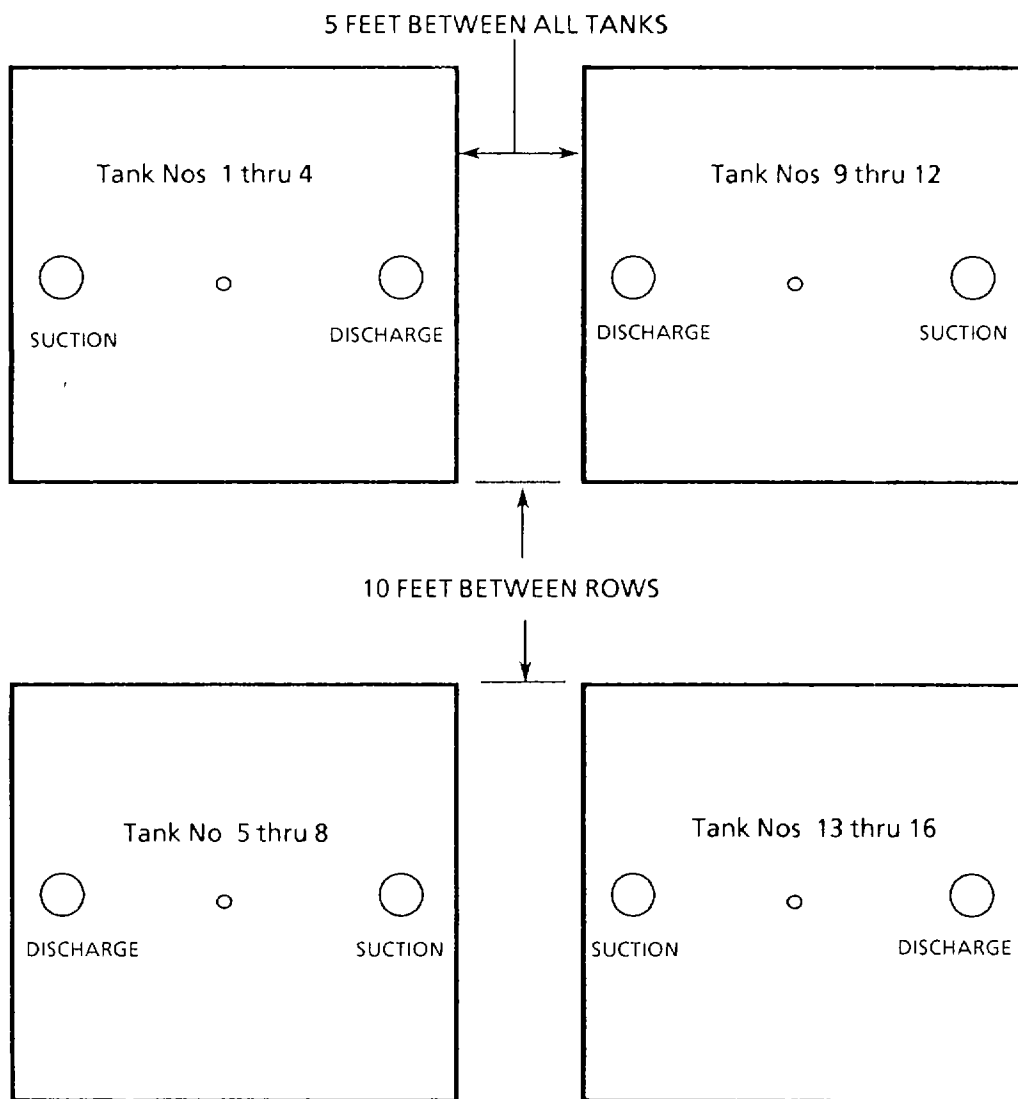 5 FEET BETWEEN ALL TANKS
Tank Nos 1 thru 4
SUCTION
DISCHARGE
Tank Nos 9 thru 12
DISCHARGE
SUCTION
10 FEET BETWEEN ROWS
Tank No 5 thru 8
DISCHARGE
SUCTION
Tank Nos 13 thru 16
SUCTION
DISCHARGE